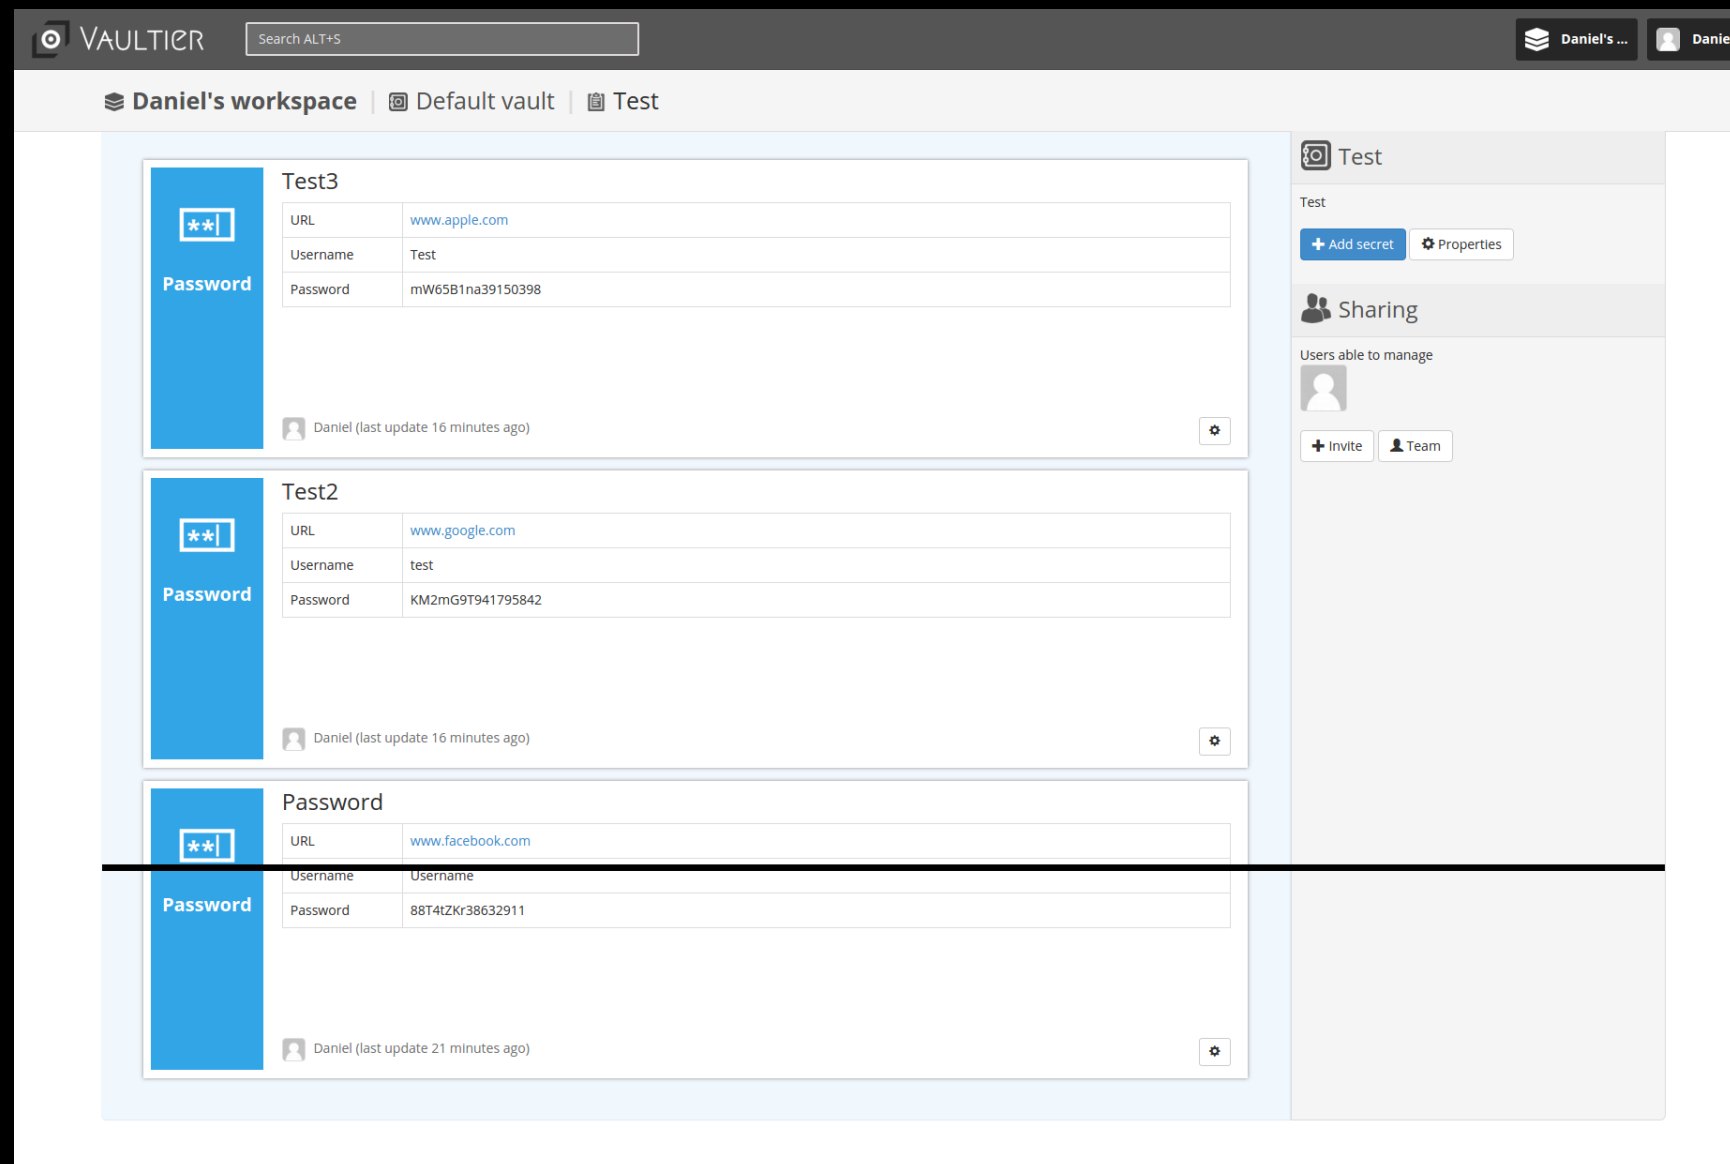 VAULTIER
Search ALT+S
Daniel's ...
Danie
Daniel's workspace | Default vault | Test
Test3
URL www.apple.com
Username Test
Password mW65B1na39150398
**|
Password
Daniel (last update 16 minutes ago)
Test2
URL www.google.com
Username test
Password KM2mG9T941795842
**|
Password
Daniel (last update 16 minutes ago)
Password
URL www.facebook.com
Username Username
Password 88T4tZKr38632911
**|
Password
Daniel (last update 21 minutes ago)
Test
Test
Add secret
Properties
Sharing
Users able to manage
Invite
Team